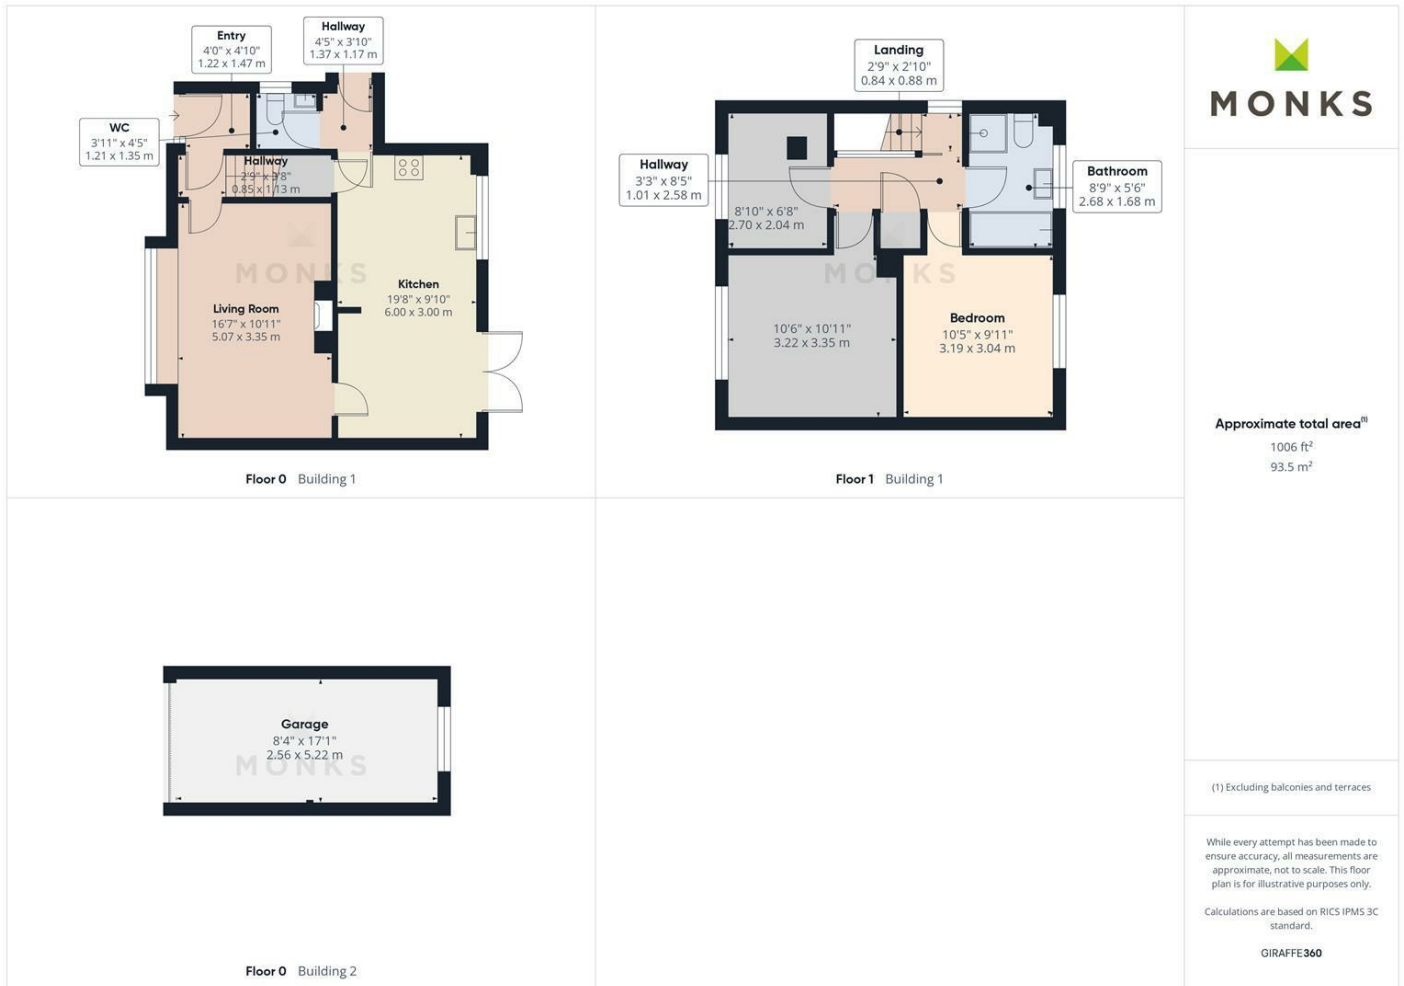 Entry
4'0" x 4'10"
1.22 x 1.47 m
Hallway
4'5" x 3'10"
1.37 x 1.17 m
WC
3'11" x 4'5"
1.21 x 1.35 m
Hallway
2'9" x 3'8"
0.85 x 1.13 m
MONKS
Living Room
16'7" x 10'11"
5.07 x 3.35 m
Kitchen
19'8" x 9'10"
6.00 x 3.00 m
Floor 0 Building 1
Landing
2'9" x 2'10"
0.84 x 0.88 m
Hallway
3'3" x 8'5"
1.01 x 2.58 m
Bathroom
8'9" x 5'6"
2.68 x 1.68 m
8'10" x 6'8"
2.70 x 2.04 m
MONKS
10'6" x 10'11"
3.22 x 3.35 m
Bedroom
10'5" x 9'11"
3.19 x 3.04 m
Floor 1 Building 1
Garage
8'4" x 17'1"
2.56 x 5.22 m
MONKS
Floor 0 Building 2
MONKS
Approximate total area(1)
1006 ft²
93.5 m²
(1) Excluding balconies and terraces
While every attempt has been made to
ensure accuracy, all measurements are
approximate, not to scale. This floor
plan is for illustrative purposes only.
Calculations are based on RICS IPMS 3C
standard.
GIRAFFE360